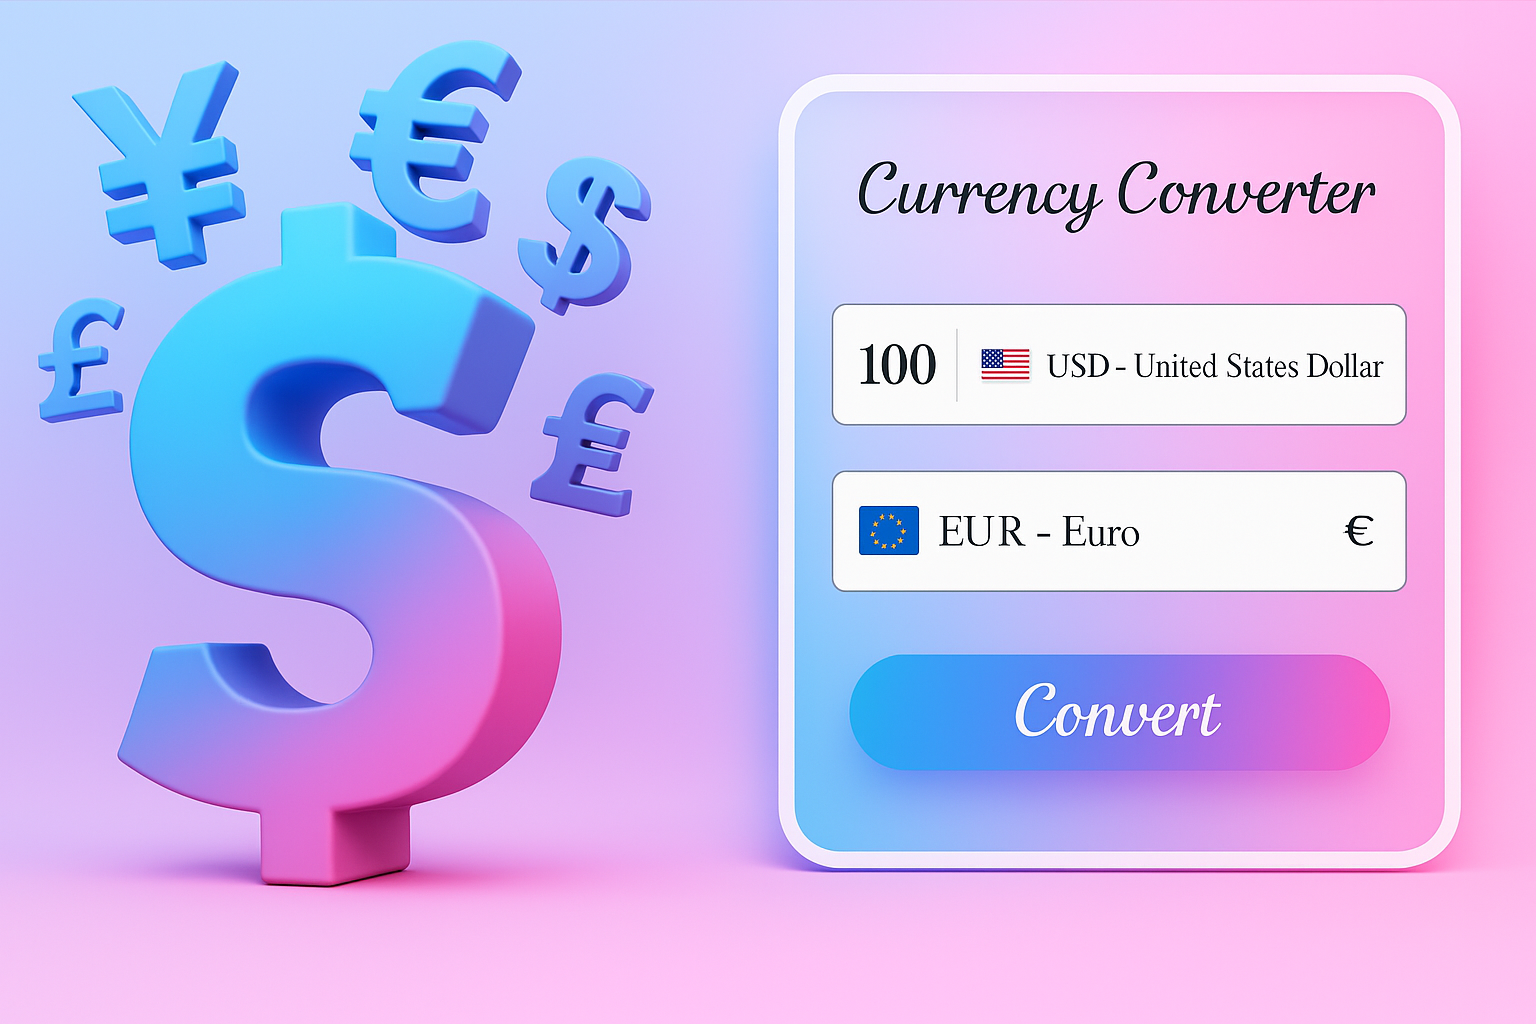 ¥
€
$
£
£
$
Currency Converter
100 USD - United States Dollar
EUR - Euro €
Convert